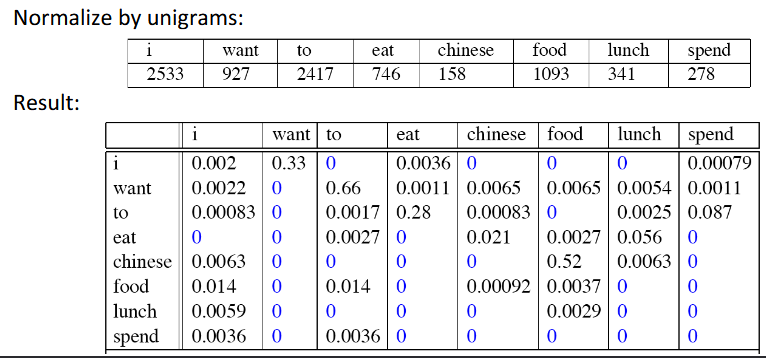 Normalize by unigrams:
i want to eat chinese food lunch spend
2533 927 2417 746 158 1093 341 278
Result:
i want to eat chinese food lunch spend
i 0.002 0.33 0 0.0036 0 0 0 0.00079
want 0.0022 0 0.66 0.0011 0.0065 0.0065 0.0054 0.0011
to 0.00083 0 0.0017 0.28 0.00083 0 0.0025 0.087
eat 0 0 0.0027 0 0.021 0.0027 0.056 0
chinese 0.0063 0 0 0 0 0.52 0.0063 0
food 0.014 0 0.014 0 0.00092 0.0037 0 0
lunch 0.0059 0 0 0 0 0.0029 0 0
spend 0.0036 0 0.0036 0 0 0 0 0